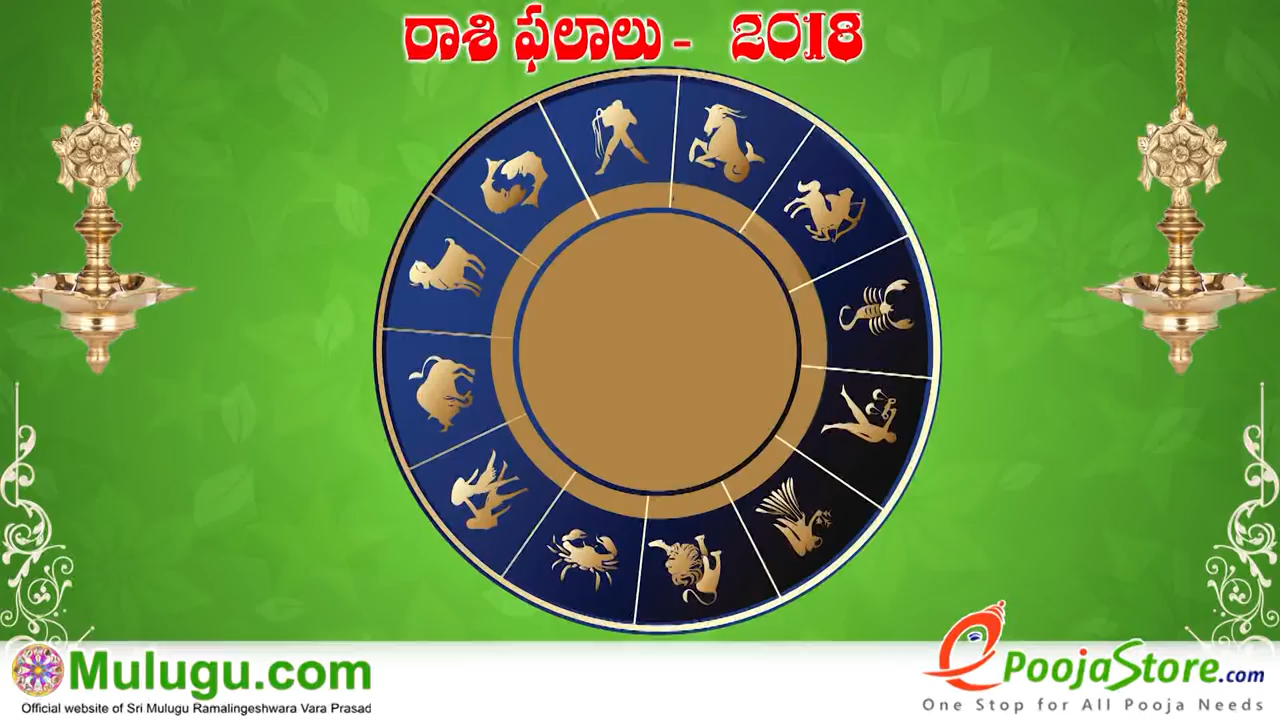 రాశి ఫలాలు - 2018
Mulugu.com
Official website of Sri Mulugu Ramalingeshwara Vara Prasad
ePoojaStore.com
One Stop for All Pooja Needs